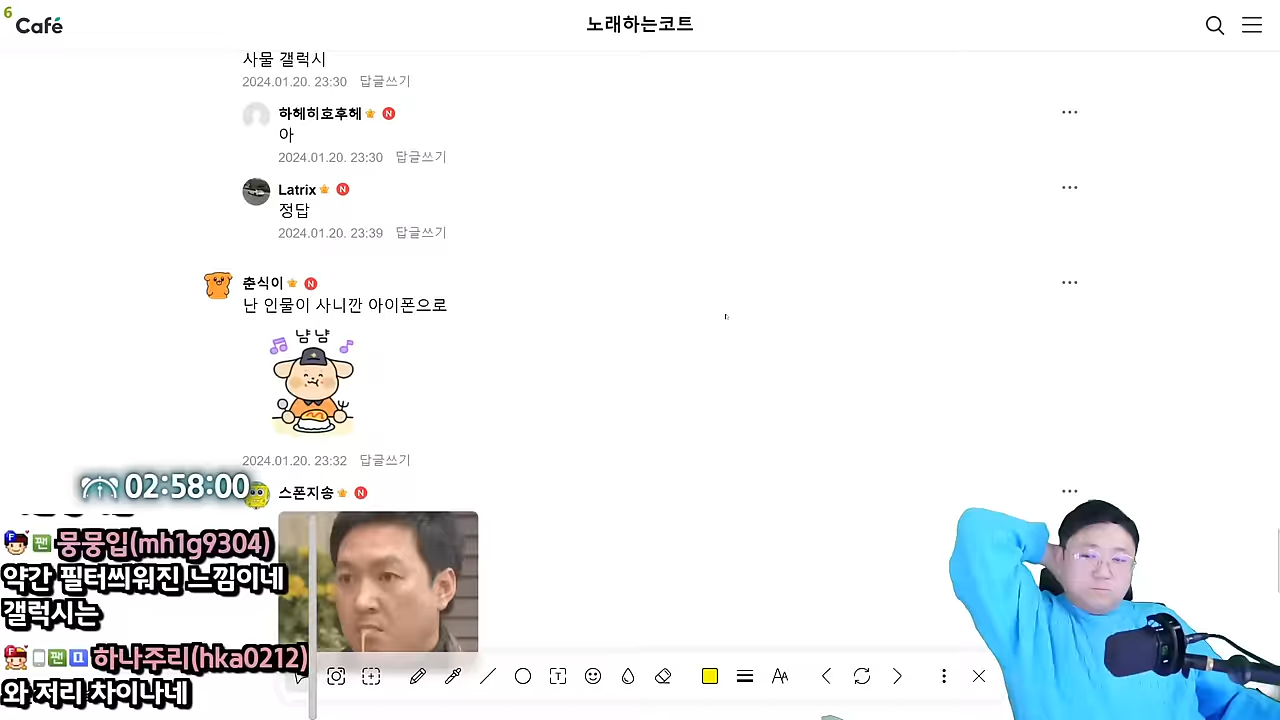 6
Café
노래하는코트
사물 갤럭시
2024.01.20. 23:30 답글쓰기
하헤히호후헤 N
아
2024.01.20. 23:30 답글쓰기
Latrix N
정답
2024.01.20. 23:39 답글쓰기
춘식이 N
난 인물이 사니깐 아이폰으로
냠냠
2024.01.20. 23:32 답글쓰기
스폰지송 N
02:58:00
F 팬 뭉뭉입(mh1g9304)
약간 필터씌워진 느낌이네
갤럭시는
F 팬 하나주리(hka0212)
와 저리 차이나네
T
AA